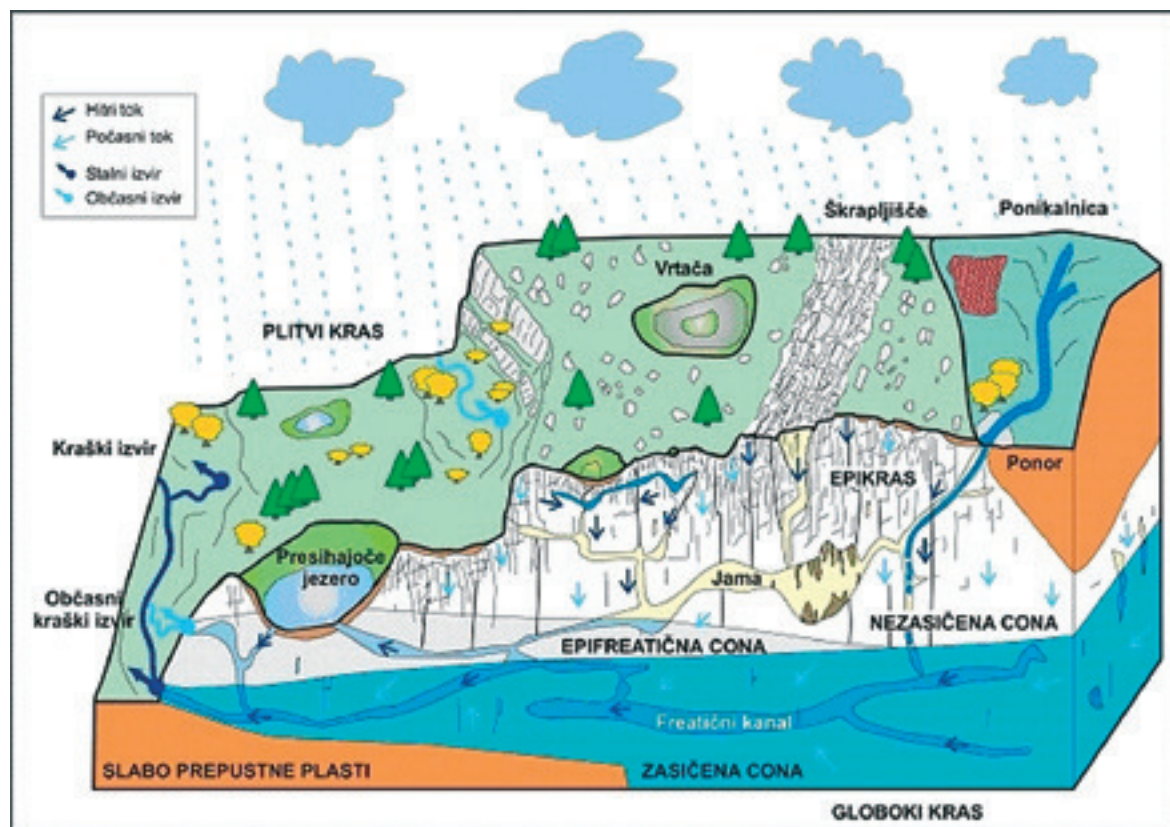 Hitri tok
Počasni tok
Stalni izvir
Občasni izvir
Škrapljišče
Ponikalnica
Vrtača
PLITVI KRAS
Kraški izvir
EPIKRAS
Ponor
Presihajoče
jezero
Jama
Občasni
kraški izvir
NEZASIČENA CONA
EPIFREATIČNA CONA
Freatični kanal
SLABO PREPUSTNE PLASTI
ZASIČENA CONA
GLOBOKI KRAS